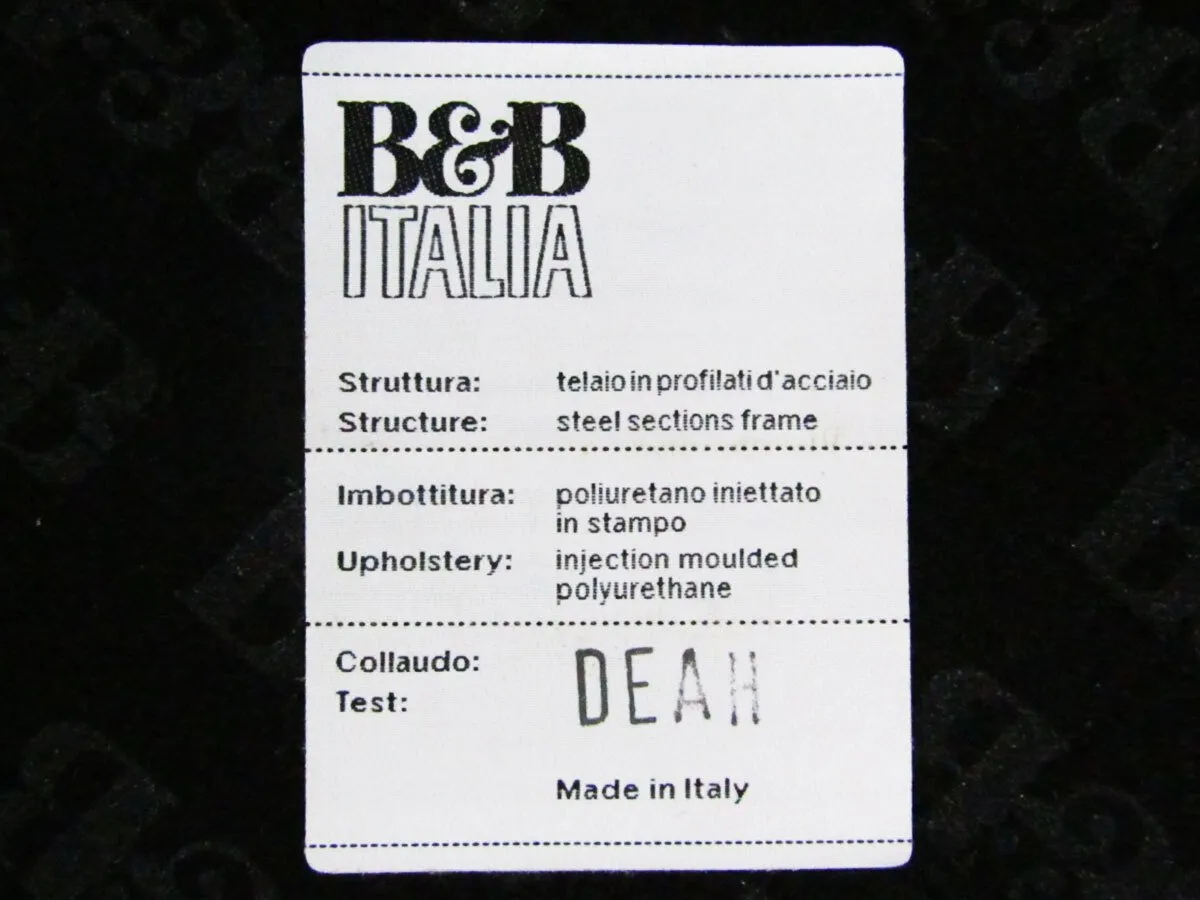 B&B
ITALIA
Struttura: telaio in profilati d'acciaio
Structure: steel sections frame
Imbottitura: poliuretano iniettato
in stampo
Upholstery: injection moulded
polyurethane
Collaudo: DEAH
Test:
Made in Italy